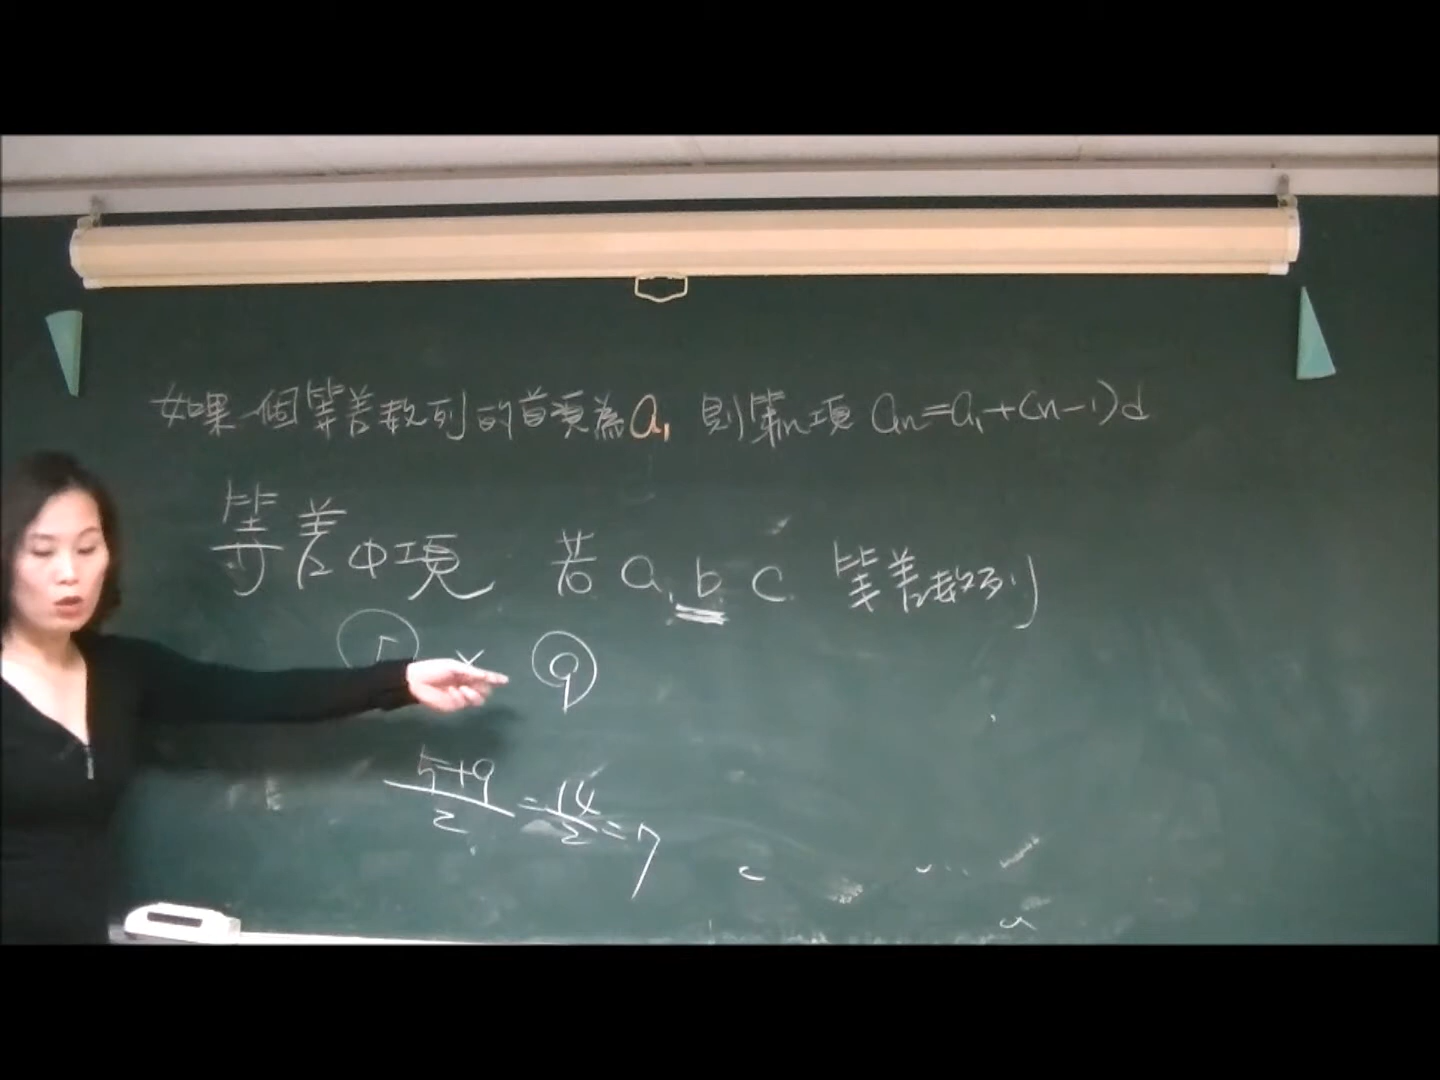 如果一個等差數列的首項為a₁ 則第n項 aₙ=a₁+(n-1)d
等差中項 若 a, b, c 等差數列
5 x 9
5+9/2 = 14/2 = 7